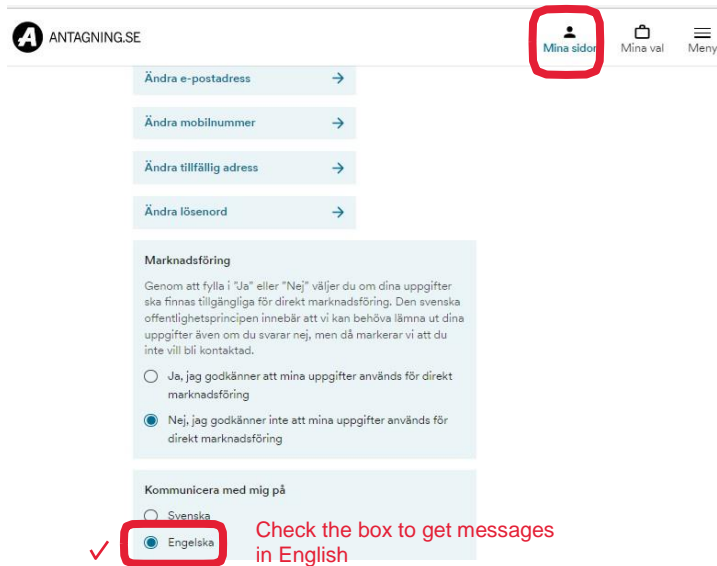 ANTAGNING.SE
Mina sidor
Mina val
Meny
Ändra e-postadress
Ändra mobilnummer
Ändra tillfällig adress
Ändra lösenord
Marknadsföring
Genom att fylla i "Ja" eller "Nej" väljer du om dina uppgifter
ska finnas tillgängliga för direkt marknadsföring. Den svenska
offentlighetsprincipen innebär att vi kan behöva lämna ut dina
uppgifter även om du svarar nej, men då markerar vi att du
inte vill bli kontaktad.
Ja, jag godkänner att mina uppgifter används för direkt
marknadsföring
Nej, jag godkänner inte att mina uppgifter används för
direkt marknadsföring
Kommunicera med mig på
Svenska
Engelska
Check the box to get messages
in English